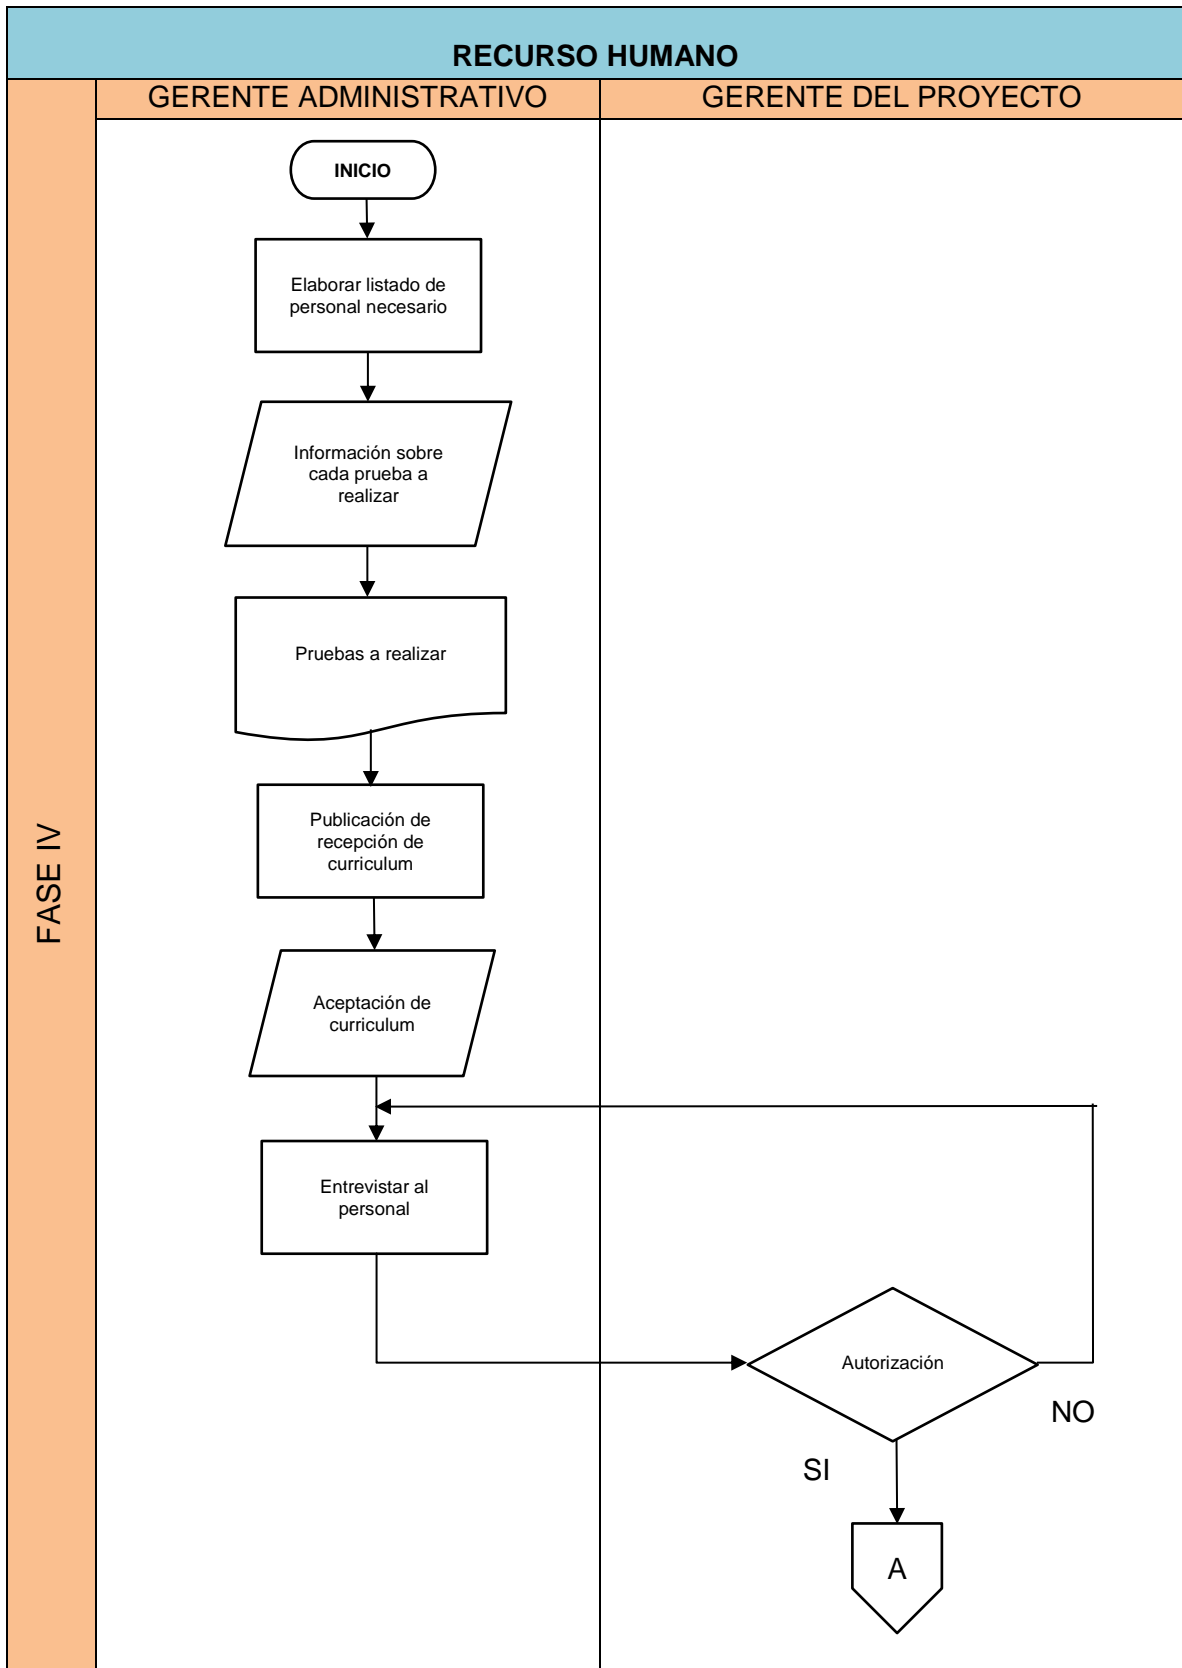 RECURSO HUMANO
GERENTE ADMINISTRATIVO
GERENTE DEL PROYECTO
FASE IV
INICIO
Elaborar listado de
personal necesario
Información sobre
cada prueba a
realizar
Pruebas a realizar
Publicación de
recepción de
curriculum
Aceptación de
curriculum
Entrevistar al
personal
Autorización
NO
SI
A